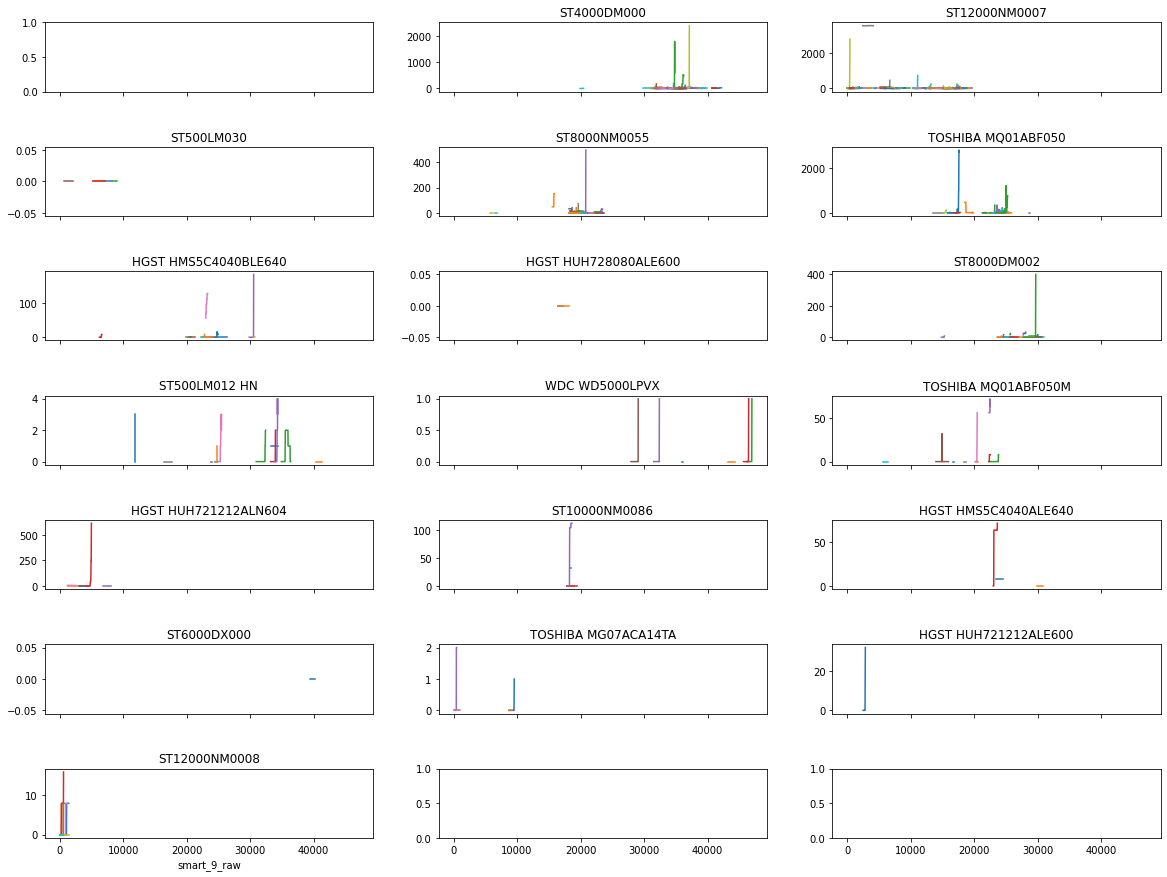 1.0
0.5
0.0
ST4000DM000
2000
1000
0
ST12000NM0007
2000
0
ST500LM030
0.05
0.00
−0.05
ST8000NM0055
400
200
0
TOSHIBA MQ01ABF050
2000
0
HGST HMS5C4040BLE640
100
0
HGST HUH728080ALE600
0.05
0.00
−0.05
ST8000DM002
400
200
0
ST500LM012 HN
4
2
0
WDC WD5000LPVX
1.0
0.5
0.0
TOSHIBA MQ01ABF050M
50
0
HGST HUH721212ALN604
500
250
0
ST10000NM0086
100
50
0
HGST HMS5C4040ALE640
50
0
ST6000DX000
0.05
0.00
−0.05
TOSHIBA MG07ACA14TA
2
1
0
HGST HUH721212ALE600
20
0
ST12000NM0008
10
0
0 10000 20000 30000 40000
smart_9_raw
1.0
0.5
0.0
0 10000 20000 30000 40000
1.0
0.5
0.0
0 10000 20000 30000 40000